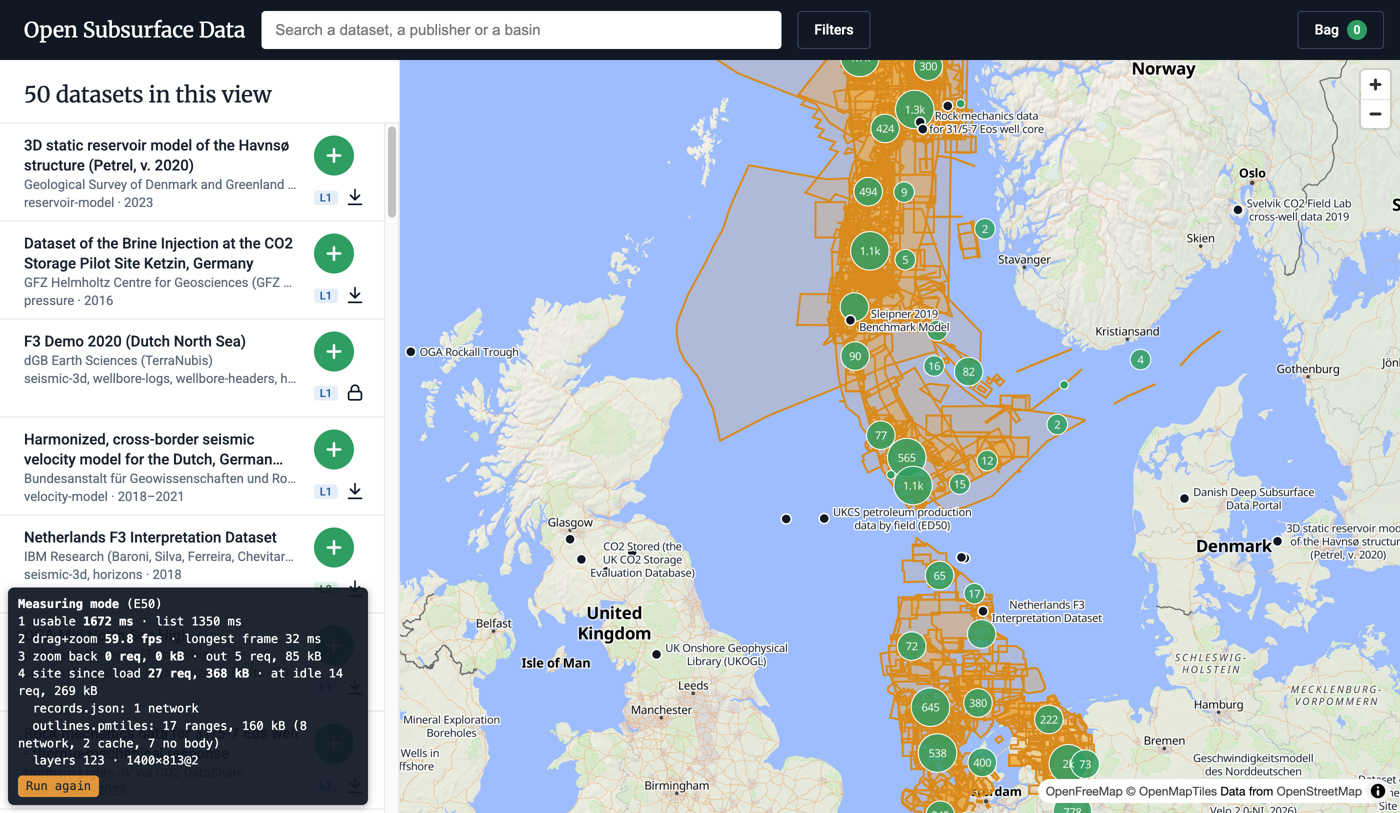 Open Subsurface Data
Search a dataset, a publisher or a basin
Filters
Bag 0
50 datasets in this view
3D static reservoir model of the Havnsø
structure (Petrel, v. 2020)
Geological Survey of Denmark and Greenland …
reservoir-model · 2023
L1
Dataset of the Brine Injection at the CO2
Storage Pilot Site Ketzin, Germany
GFZ Helmholtz Centre for Geosciences (GFZ …
pressure · 2016
L1
F3 Demo 2020 (Dutch North Sea)
dGB Earth Sciences (TerraNubis)
seismic-3d, wellbore-logs, wellbore-headers, h…
L1
Harmonized, cross-border seismic
velocity model for the Dutch, German…
Bundesanstalt für Geowissenschaften und Ro…
velocity-model · 2018–2021
L1
Netherlands F3 Interpretation Dataset
IBM Research (Baroni, Silva, Ferreira, Chevitar…
seismic-3d, horizons · 2018
Measuring mode (E50)
1 usable 1672 ms · list 1350 ms
2 drag+zoom 59.8 fps · longest frame 32 ms
3 zoom back 0 req, 0 kB · out 5 req, 85 kB
4 site since load 27 req, 368 kB · at idle 14
req, 269 kB
records.json: 1 network
outlines.pmtiles: 17 ranges, 160 kB (8
network, 2 cache, 7 no body)
layers 123 · 1400×813@2
Run again
Norway
300
1.3k
424
Rock mechanics data
for 31/5-7 Eos well core
Oslo
494
9
Svelvik CO2 Field Lab
cross-well data 2019
2
Skien
1.1k
5
Stavanger
Sleipner 2019
Benchmark Model
Kristiansand
OGA Rockall Trough
90
16
82
4
Gothenburg
2
77
565
12
1.1k
15
Danish Deep Subsurface
Data Portal
UKCS petroleum production
data by field (ED50)
Glasgow
3D static reservoir mod
of the Havnsø structur
(Petrel, v. 2020)
Denmark
CO2 Stored (the
UK CO2 Storage
Evaluation Database)
65
17
Netherlands F3
Interpretation Dataset
United
Kingdom
Belfast
72
UK Onshore Geophysical
Library (UKOGL)
Isle of Man
SCHLESWIG-
HOLSTEIN
Leeds
MECKLENBURG-
VORPOMMERN
Manchester
645
380
222
Hamburg
Mineral Exploration
Boreholes
Bremen
Wells in
ffshore
538
400
2k
73
Geschwindigkeitsmodell
des Norddeutschen
Birmingham
OpenFreeMap © OpenMapTiles Data from OpenStreetMap